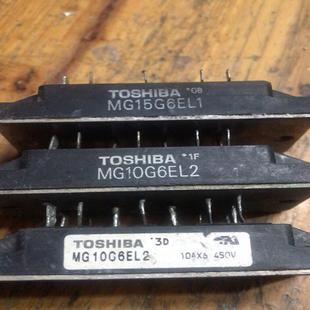 TOSHIBA *0B
MG15G6EL1
TOSHIBA *1F
MG10G6EL2
TOSHIBA '3D
MG10G6EL2 10AX6 450V